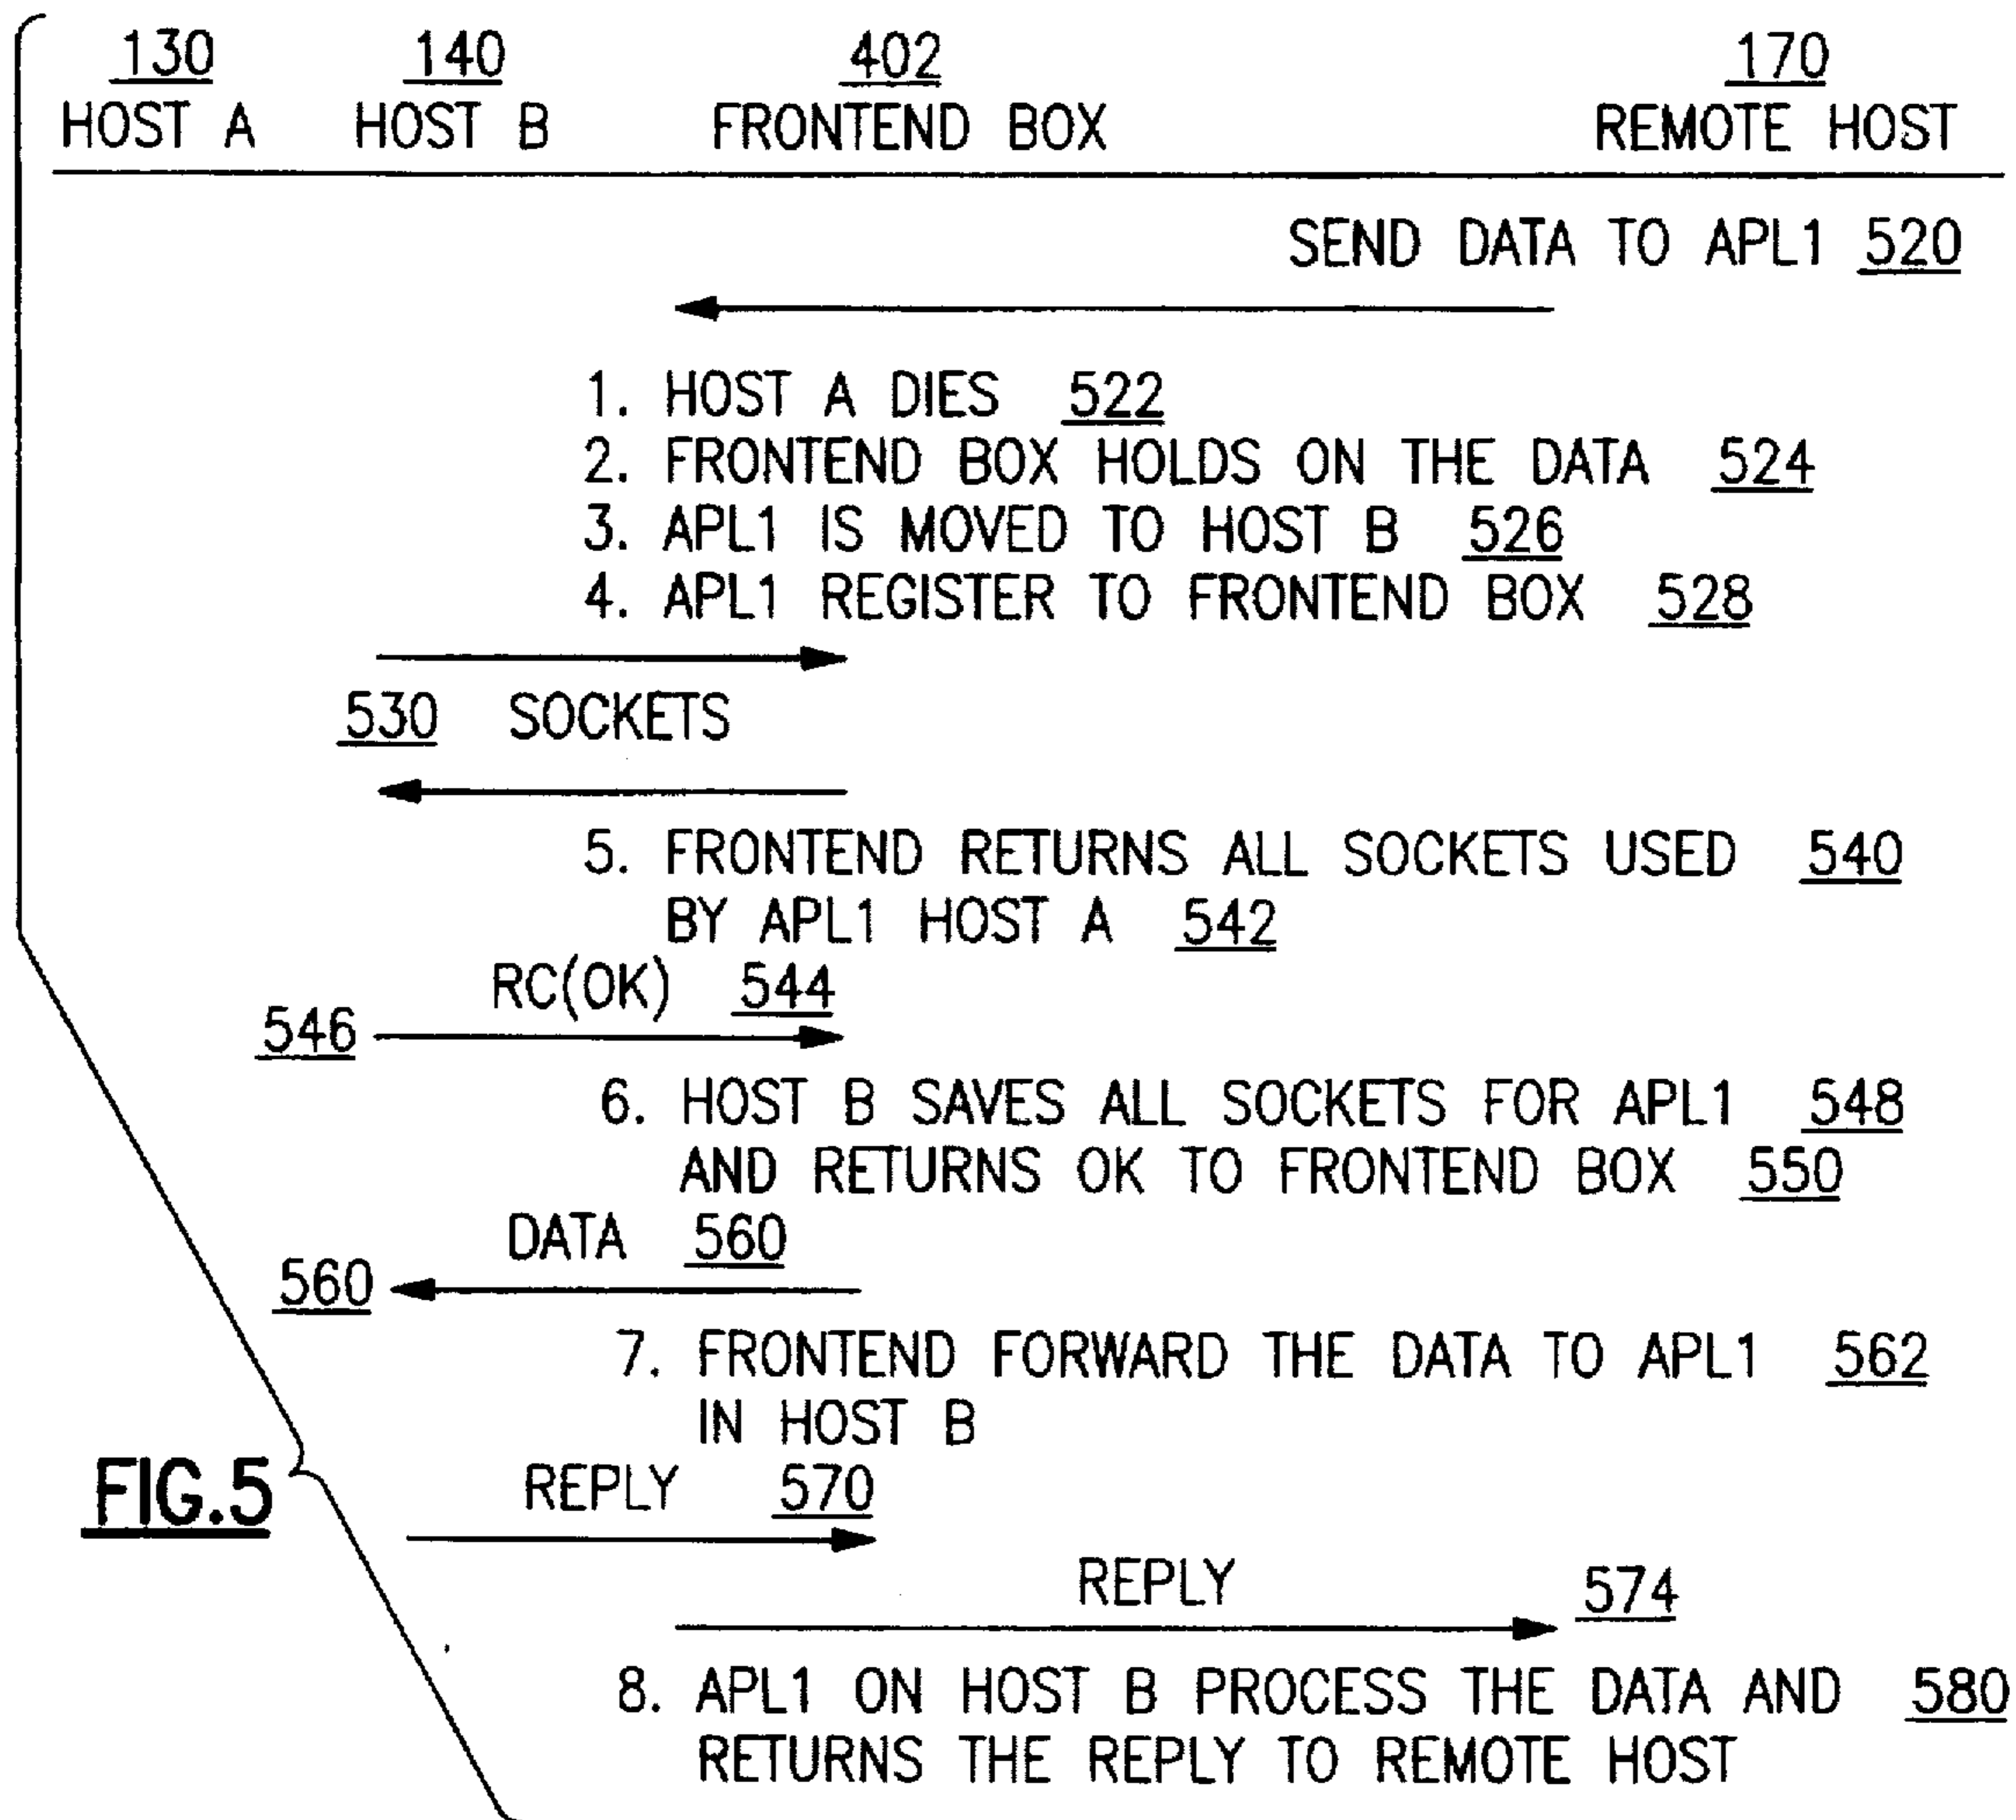 130 140 402 170
HOST A HOST B FRONTEND BOX REMOTE HOST
SEND DATA TO APL1 520
1. HOST A DIES 522
2. FRONTEND BOX HOLDS ON THE DATA 524
3. APL1 IS MOVED TO HOST B 526
4. APL1 REGISTER TO FRONTEND BOX 528
530 SOCKETS
5. FRONTEND RETURNS ALL SOCKETS USED 540
BY APL1 HOST A 542
RC(OK) 544
546
6. HOST B SAVES ALL SOCKETS FOR APL1 548
AND RETURNS OK TO FRONTEND BOX 550
DATA 560
560
7. FRONTEND FORWARD THE DATA TO APL1 562
IN HOST B
FIG.5
REPLY 570
REPLY 574
8. APL1 ON HOST B PROCESS THE DATA AND 580
RETURNS THE REPLY TO REMOTE HOST